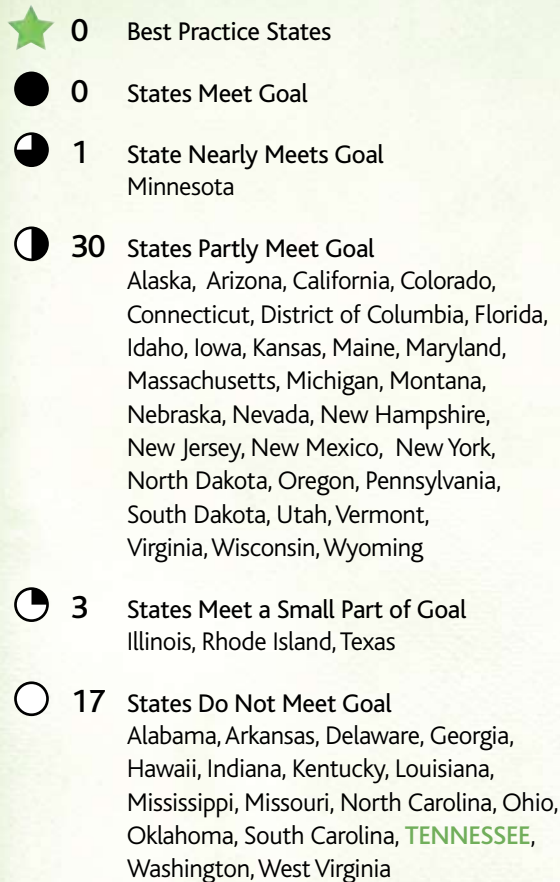 0 Best Practice States
0 States Meet Goal
1 State Nearly Meets Goal
Minnesota
30 States Partly Meet Goal
Alaska, Arizona, California, Colorado,
Connecticut, District of Columbia, Florida,
Idaho, Iowa, Kansas, Maine, Maryland,
Massachusetts, Michigan, Montana,
Nebraska, Nevada, New Hampshire,
New Jersey, New Mexico, New York,
North Dakota, Oregon, Pennsylvania,
South Dakota, Utah, Vermont,
Virginia, Wisconsin, Wyoming
3 States Meet a Small Part of Goal
Illinois, Rhode Island, Texas
17 States Do Not Meet Goal
Alabama, Arkansas, Delaware, Georgia,
Hawaii, Indiana, Kentucky, Louisiana,
Mississippi, Missouri, North Carolina, Ohio,
Oklahoma, South Carolina, TENNESSEE,
Washington, West Virginia